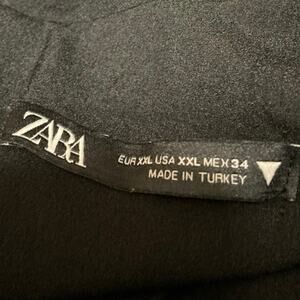 ZARA
EUR XXL USA XXL MEX 34
MADE IN TURKEY